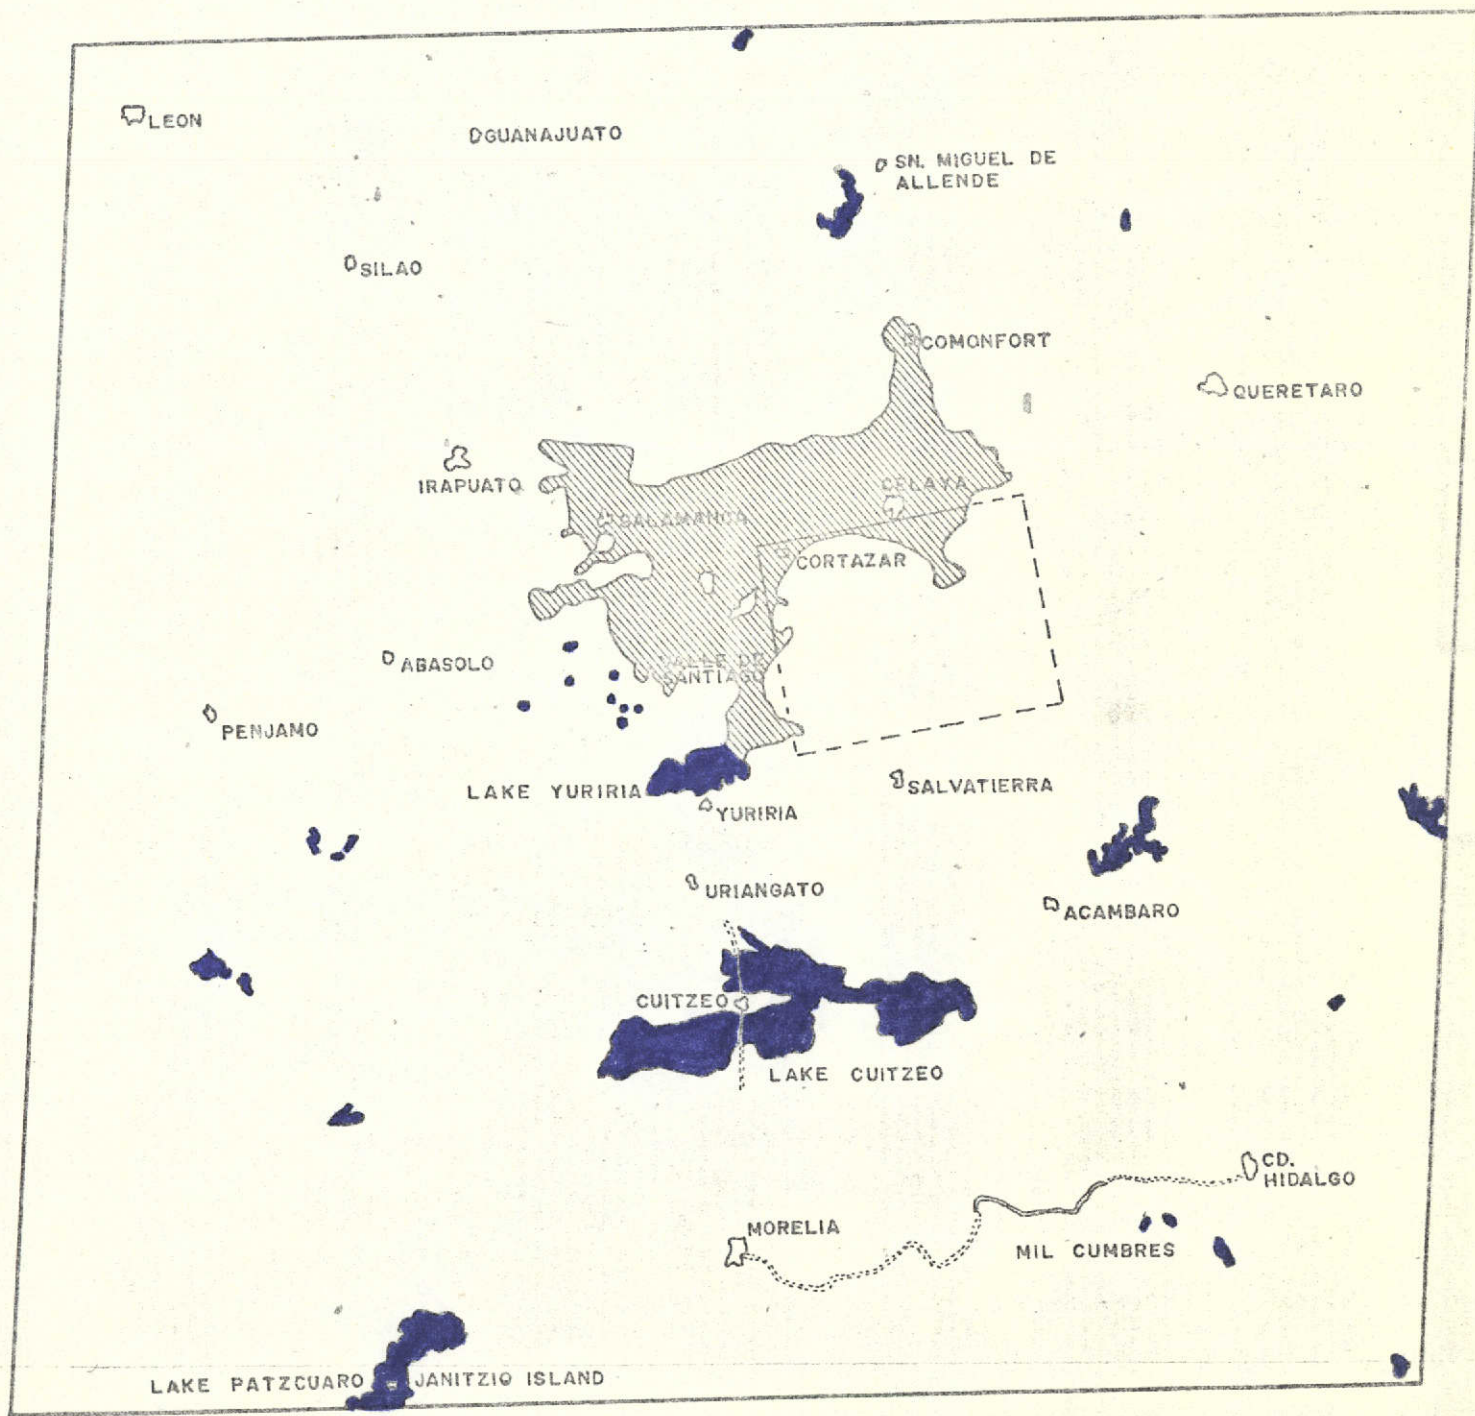 LEON
GUANAJUATO
SN. MIGUEL DE
ALLENDE
SILAO
COMONFORT
QUERETARO
IRAPUATO
CELAYA
SALAMANCA
CORTAZAR
ABASOLO
VALLE DE
SANTIAGO
PENJAMO
LAKE YURIRIA
SALVATIERRA
YURIRIA
URIANGATO
ACAMBARO
CUITZEO
LAKE CUITZEO
CD.
HIDALGO
MORELIA
MIL CUMBRES
LAKE PATZCUARO
JANITZIO ISLAND